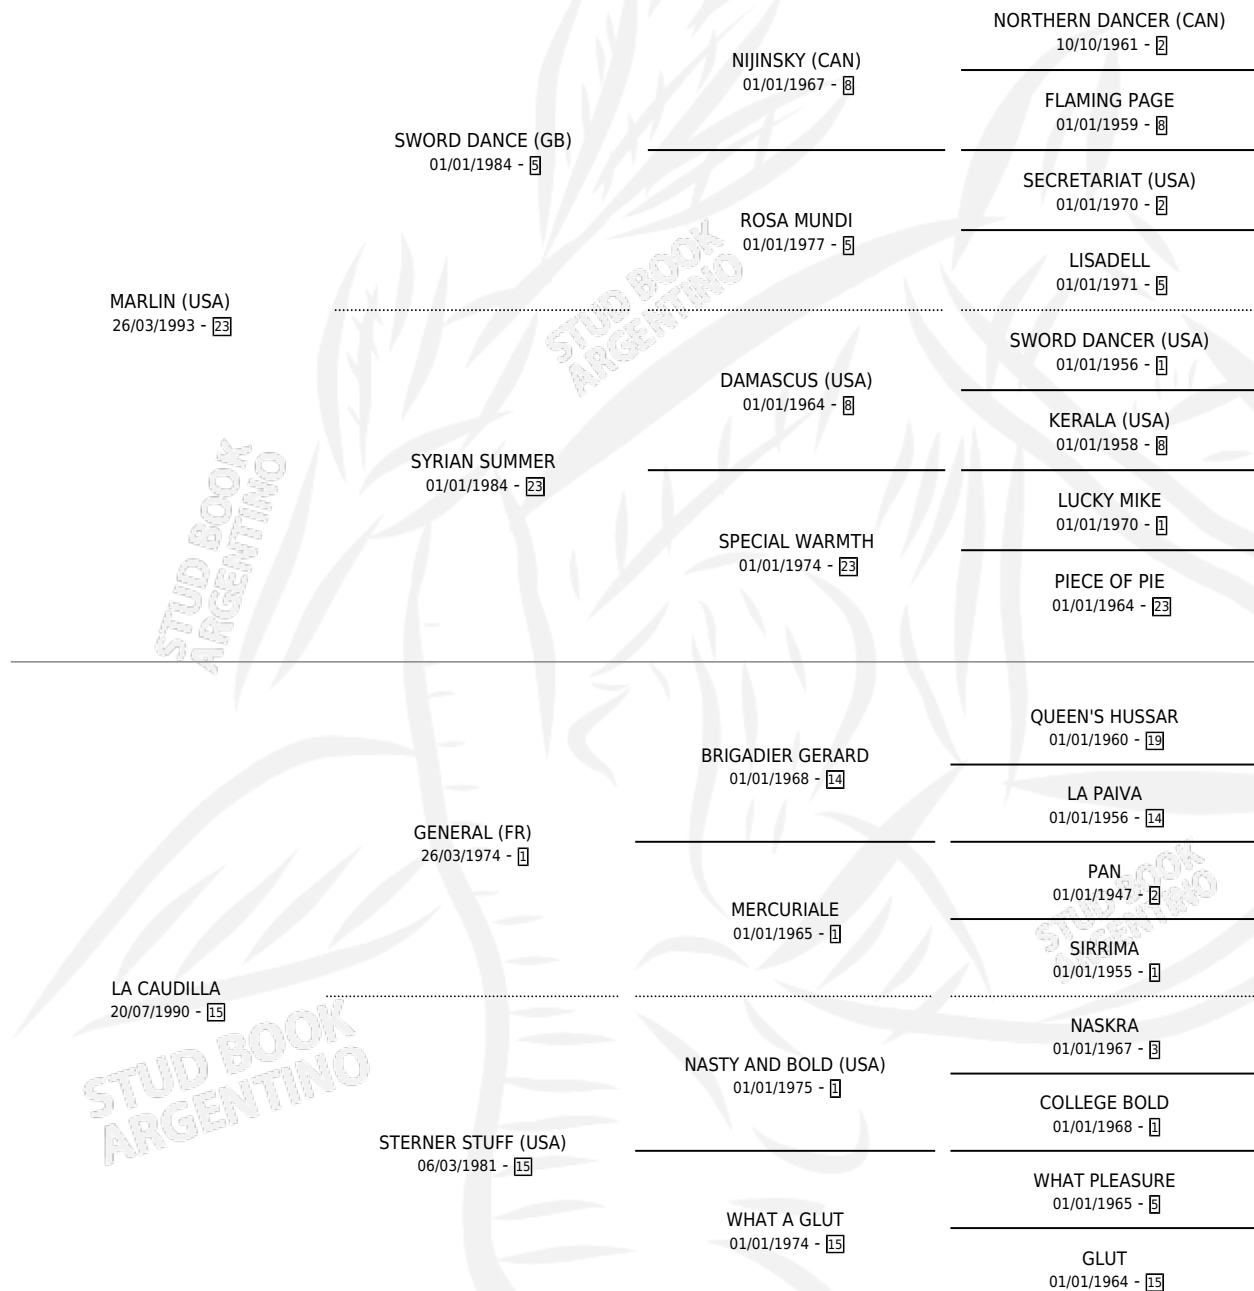 NORTHERN DANCER (CAN)
10/10/1961 - 2
NIJINSKY (CAN)
01/01/1967 - 8
FLAMING PAGE
01/01/1959 - 8
SWORD DANCE (GB)
01/01/1984 - 5
SECRETARIAT (USA)
01/01/1970 - 2
ROSA MUNDI
01/01/1977 - 5
LISADELL
01/01/1971 - 5
MARLIN (USA)
26/03/1993 - 23
SWORD DANCER (USA)
01/01/1956 - 1
DAMASCUS (USA)
01/01/1964 - 8
KERALA (USA)
01/01/1958 - 8
SYRIAN SUMMER
01/01/1984 - 23
LUCKY MIKE
01/01/1970 - 1
SPECIAL WARMTH
01/01/1974 - 23
PIECE OF PIE
01/01/1964 - 23
QUEEN'S HUSSAR
01/01/1960 - 19
BRIGADIER GERARD
01/01/1968 - 14
LA PAIVA
01/01/1956 - 14
GENERAL (FR)
26/03/1974 - 1
PAN
01/01/1947 - 2
MERCURIALE
01/01/1965 - 1
SIRRIMA
01/01/1955 - 1
LA CAUDILLA
20/07/1990 - 15
NASKRA
01/01/1967 - 3
NASTY AND BOLD (USA)
01/01/1975 - 1
COLLEGE BOLD
01/01/1968 - 1
STERNER STUFF (USA)
06/03/1981 - 15
WHAT PLEASURE
01/01/1965 - 5
WHAT A GLUT
01/01/1974 - 15
GLUT
01/01/1964 - 15
STUD BOOK
ARGENTINO
STUD BOOK
ARGENTINO
STUD BOOK
ARGENTINO
STUD BOOK
ARGENTINO